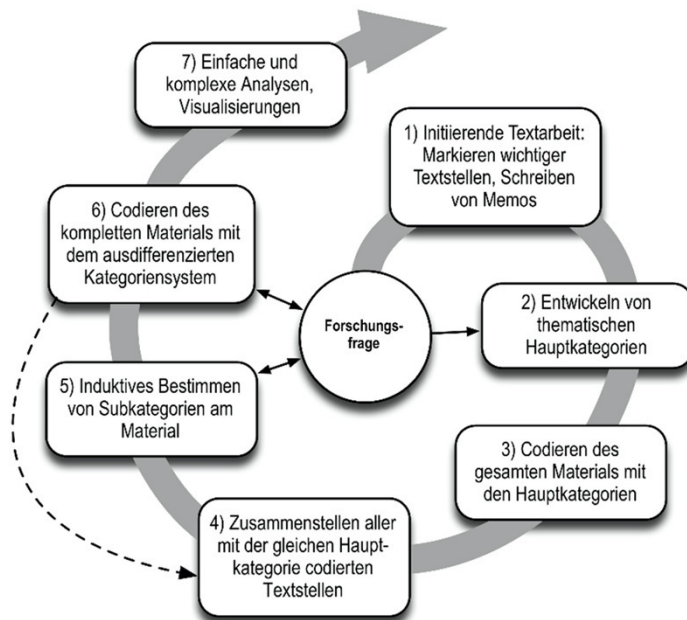 7) Einfache und
komplexe Analysen,
Visualisierungen
1) Initiierende Textarbeit:
Markieren wichtiger
Textstellen, Schreiben
von Memos
6) Codieren des
kompletten Materials mit
dem ausdifferenzierten
Kategoriensystem
Forschungs-
frage
2) Entwickeln von
thematischen
Hauptkategorien
5) Induktives Bestimmen
von Subkategorien am
Material
3) Codieren des
gesamten Materials mit
den Hauptkategorien
4) Zusammenstellen aller
mit der gleichen Haupt-
kategorie codierten
Textstellen